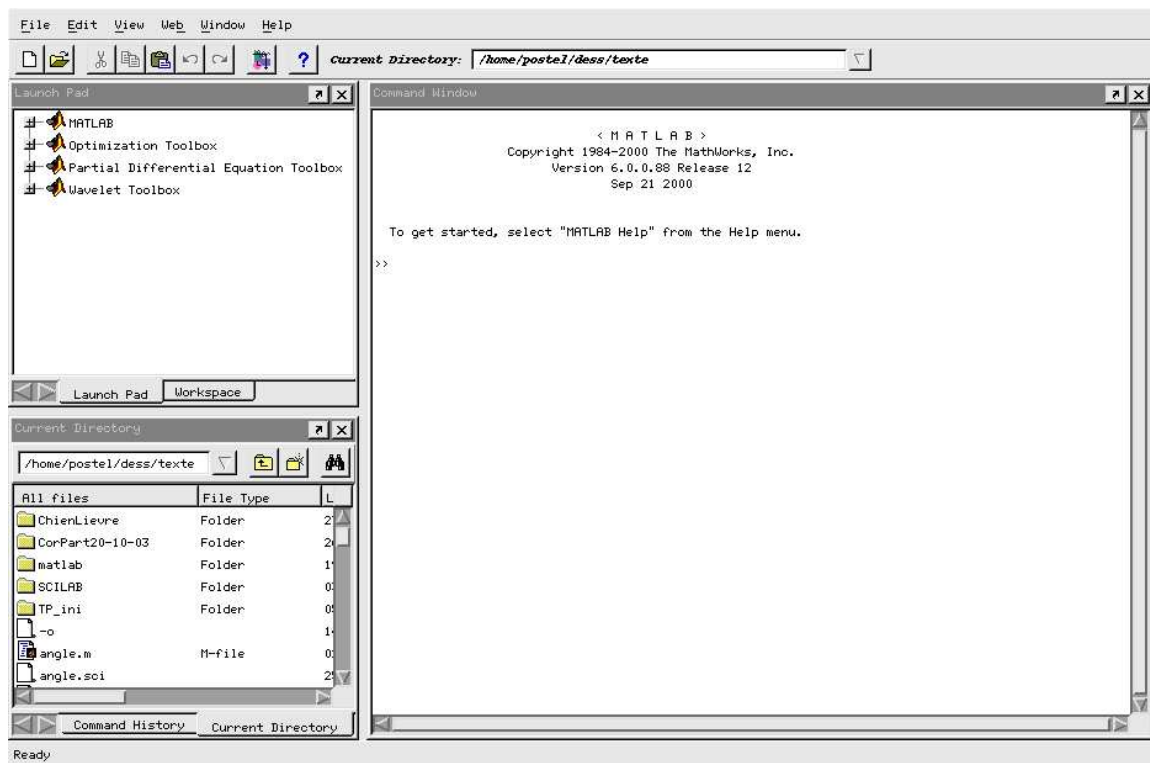 File Edit View Web Window Help
Current Directory: /home/postel/dess/texte
Launch Pad
MATLAB
Optimization Toolbox
Partial Differential Equation Toolbox
Wavelet Toolbox
Launch Pad Workspace
Current Directory
/home/postel/dess/texte
All files File Type L
ChienLievre Folder
CorPart20-10-03 Folder
matlab Folder
SCILAB Folder
TP_ini Folder
-o
angle.m M-file
angle.sci
Command History Current Directory
Ready
Command Window
< M A T L A B >
Copyright 1984-2000 The MathWorks, Inc.
Version 6.0.0.88 Release 12
Sep 21 2000
To get started, select "MATLAB Help" from the Help menu.
>>